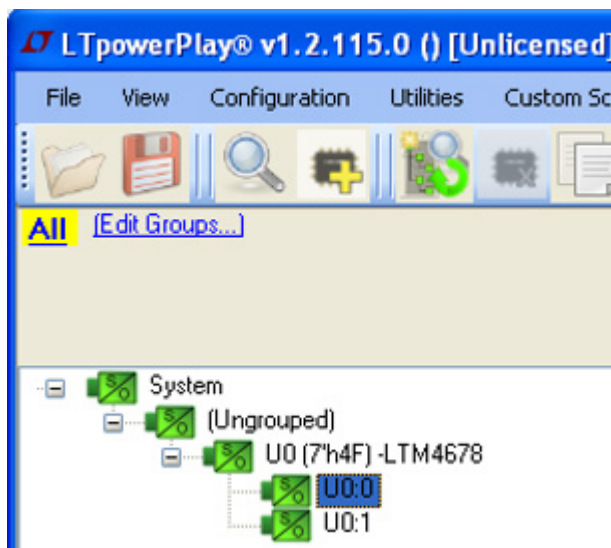 LTpowerPlay® v1.2.115.0 () [Unlicensed]
File View Configuration Utilities Custom Sc
All (Edit Groups...)
System
(Ungrouped)
U0 (7'h4F) -LTM4678
U0:0
U0:1